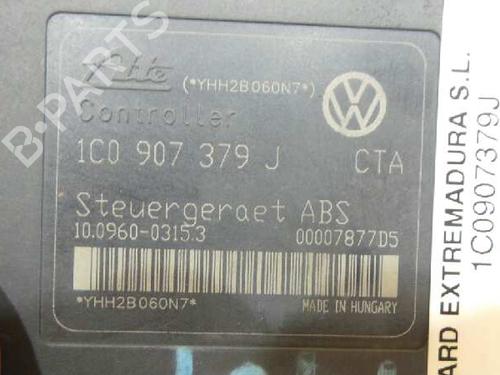 Ate (*YHH2B060N7*)
Controller
1C0 907 379 J CTA
Steuergeraet ABS
10.0960-0315.3 00007877D5
*YHH2B060N7* MADE IN HUNGARY
ARD EXTREMADURA S.L.
1C0907379J
B-PARTS